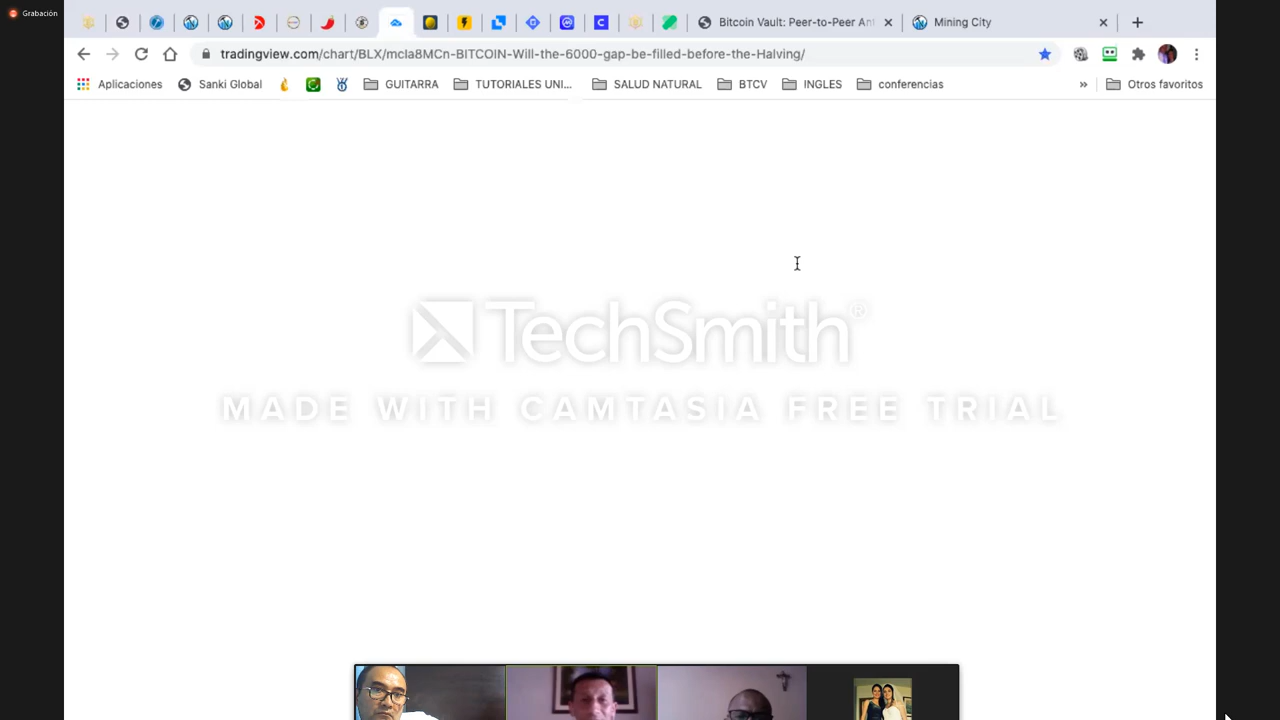 Grabación
Bitcoin Vault: Peer-to-Peer An
Mining City
tradingview.com/chart/BLX/mcIa8MCn-BITCOIN-Will-the-6000-gap-be-filled-before-the-Halving/
Aplicaciones Sanki Global GUITARRA TUTORIALES UNI... SALUD NATURAL BTCV INGLES conferencias » Otros favoritos
TechSmith®
MADE WITH CAMTASIA FREE TRIAL